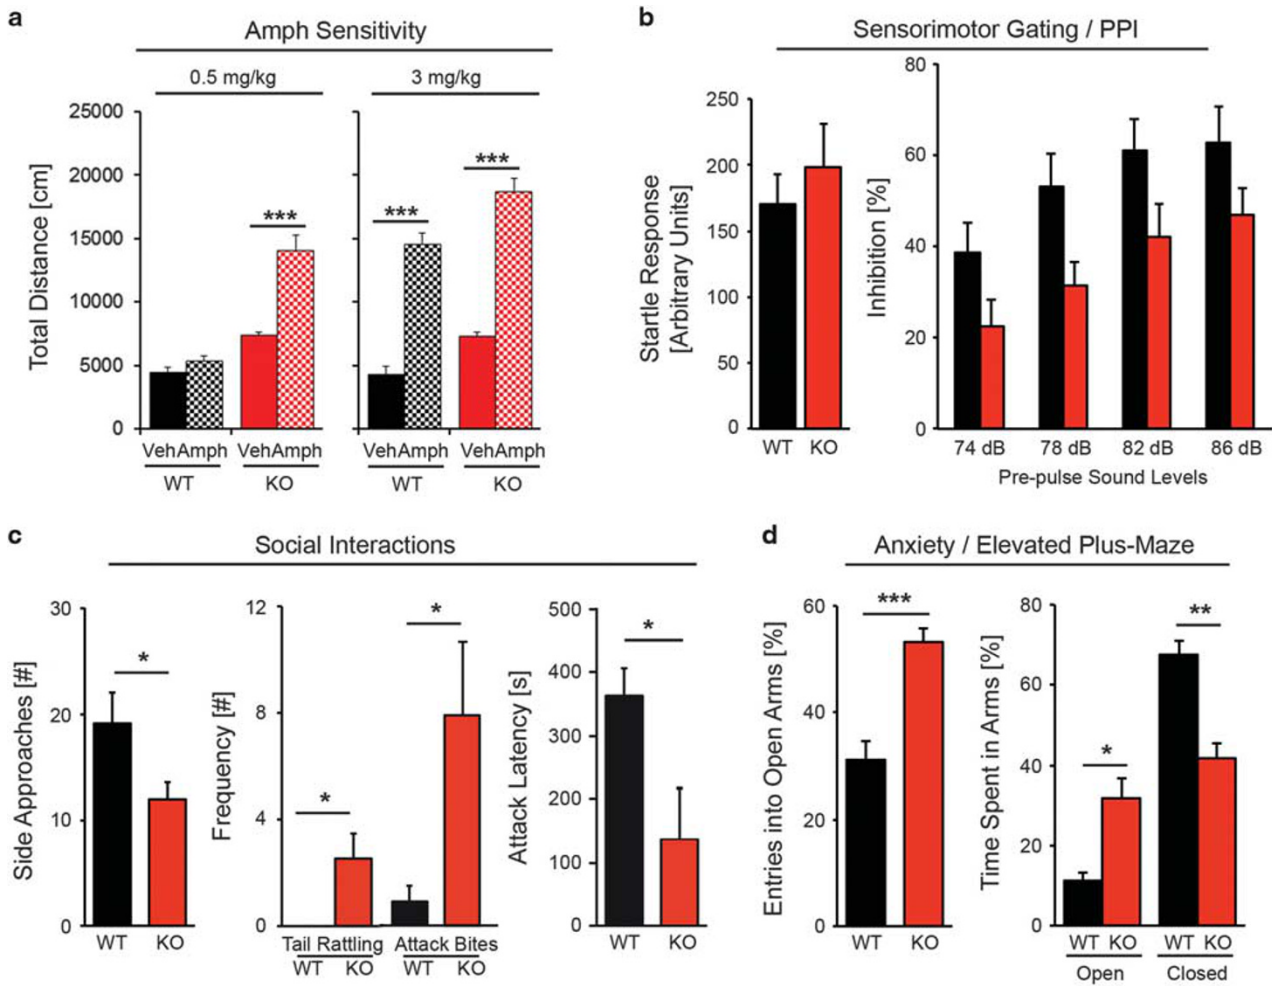 a
Amph Sensitivity
0.5 mg/kg
3 mg/kg
Total Distance [cm]
25000
20000
15000
10000
5000
0
***
***
***
VehAmph
VehAmph
VehAmph
VehAmph
WT
KO
WT
KO
b
Sensorimotor Gating / PPI
Startle Response
[Arbitrary Units]
250
200
150
100
50
0
WT
KO
Inhibition [%]
80
60
40
20
0
74 dB
78 dB
82 dB
86 dB
Pre-pulse Sound Levels
c
Social Interactions
Side Approaches [#]
30
20
10
0
*
WT
KO
Frequency [#]
12
8
4
0
*
*
Tail Rattling
Attack Bites
WT
KO
WT
KO
Attack Latency [s]
500
400
300
200
100
0
*
WT
KO
d
Anxiety / Elevated Plus-Maze
Entries into Open Arms [%]
60
40
20
0
***
WT
KO
Time Spent in Arms [%]
80
60
40
20
0
*
**
WT KO
WT KO
Open
Closed